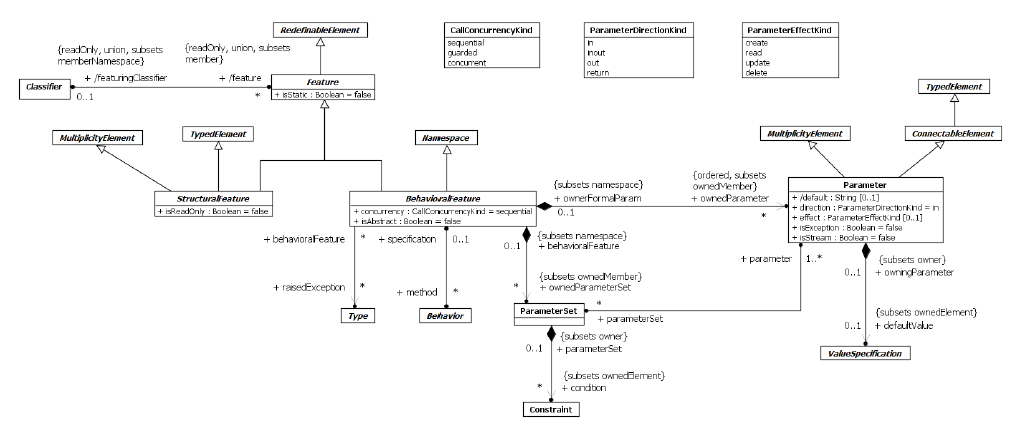 RedefinableElement
CallConcurrencyKind
sequential
guarded
concurrent
ParameterDirectionKind
in
inout
out
return
ParameterEffectKind
create
read
update
delete
{readOnly, union, subsets
memberNamespace}
+ /featuringClassifier
0..1
{readOnly, union, subsets
member}
+ /feature
*
Classifier
Feature
+ isStatic : Boolean = false
TypedElement
MultiplicityElement
TypedElement
Namespace
MultiplicityElement
ConnectableElement
StructuralFeature
+ isReadOnly : Boolean = false
BehavioralFeature
+ concurrency : CallConcurrencyKind = sequential
+ isAbstract : Boolean = false
{subsets namespace}
+ ownerFormalParam
0..1
{ordered, subsets
ownedMember}
+ ownedParameter
*
Parameter
+ /default : String [0..1]
+ direction : ParameterDirectionKind = in
+ effect : ParameterEffectKind [0..1]
+ isException : Boolean = false
+ isStream : Boolean = false
+ behavioralFeature
*
+ specification
0..1
0..1
{subsets namespace}
+ behavioralFeature
+ parameter
1..*
0..1
{subsets owner}
+ owningParameter
+ raisedException
*
+ method
*
*
{subsets ownedMember}
+ ownedParameterSet
Type
Behavior
ParameterSet
*
+ parameterSet
0..1
{subsets ownedElement}
+ defaultValue
ValueSpecification
0..1
{subsets owner}
+ parameterSet
*
{subsets ownedElement}
+ condition
Constraint